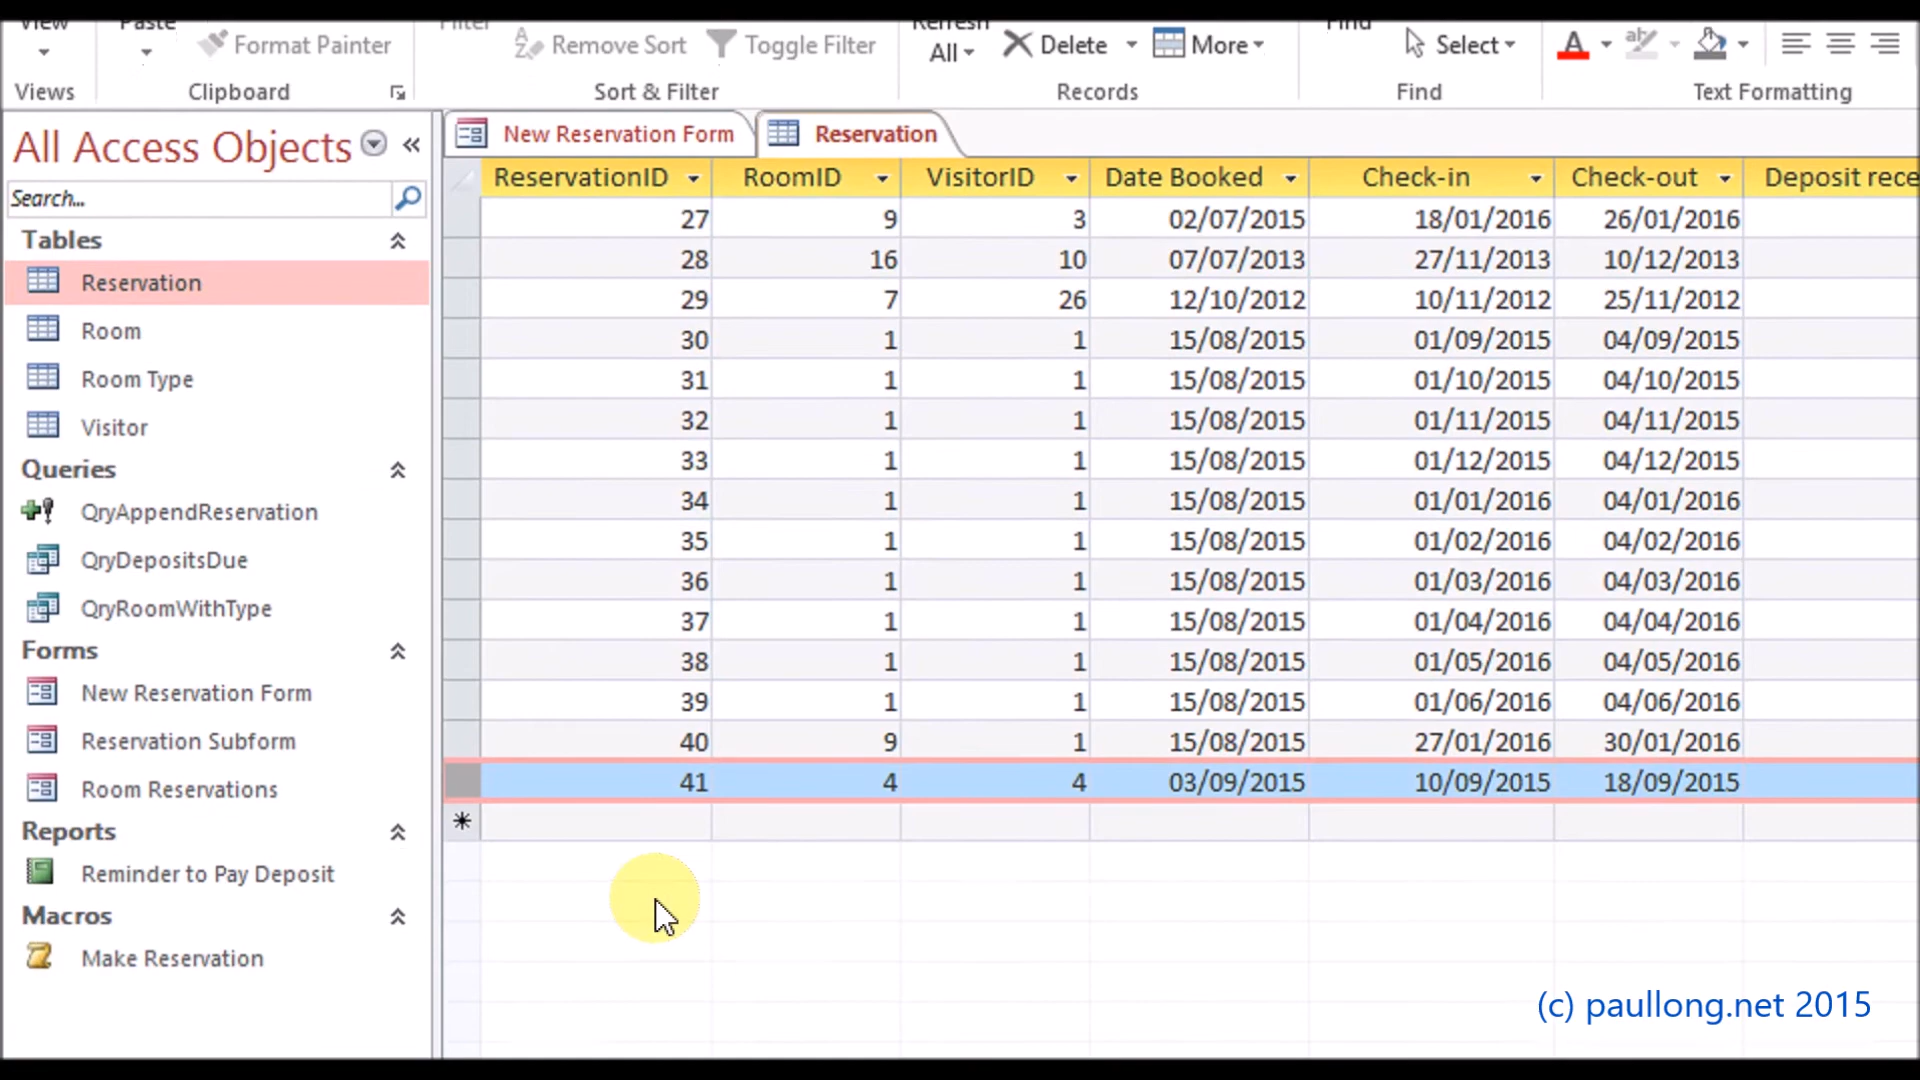 View Paste Filter Refresh Find
Format Painter Remove Sort Toggle Filter All Delete More Select A ab
Views Clipboard Sort & Filter Records Find Text Formatting
All Access Objects
Search...
Tables
Reservation
Room
Room Type
Visitor
Queries
QryAppendReservation
QryDepositsDue
QryRoomWithType
Forms
New Reservation Form
Reservation Subform
Room Reservations
Reports
Reminder to Pay Deposit
Macros
Make Reservation
New Reservation Form Reservation
ReservationID RoomID VisitorID Date Booked Check-in Check-out Deposit rece
27 9 3 02/07/2015 18/01/2016 26/01/2016
28 16 10 07/07/2013 27/11/2013 10/12/2013
29 7 26 12/10/2012 10/11/2012 25/11/2012
30 1 1 15/08/2015 01/09/2015 04/09/2015
31 1 1 15/08/2015 01/10/2015 04/10/2015
32 1 1 15/08/2015 01/11/2015 04/11/2015
33 1 1 15/08/2015 01/12/2015 04/12/2015
34 1 1 15/08/2015 01/01/2016 04/01/2016
35 1 1 15/08/2015 01/02/2016 04/02/2016
36 1 1 15/08/2015 01/03/2016 04/03/2016
37 1 1 15/08/2015 01/04/2016 04/04/2016
38 1 1 15/08/2015 01/05/2016 04/05/2016
39 1 1 15/08/2015 01/06/2016 04/06/2016
40 9 1 15/08/2015 27/01/2016 30/01/2016
41 4 4 03/09/2015 10/09/2015 18/09/2015
(c) paullong.net 2015